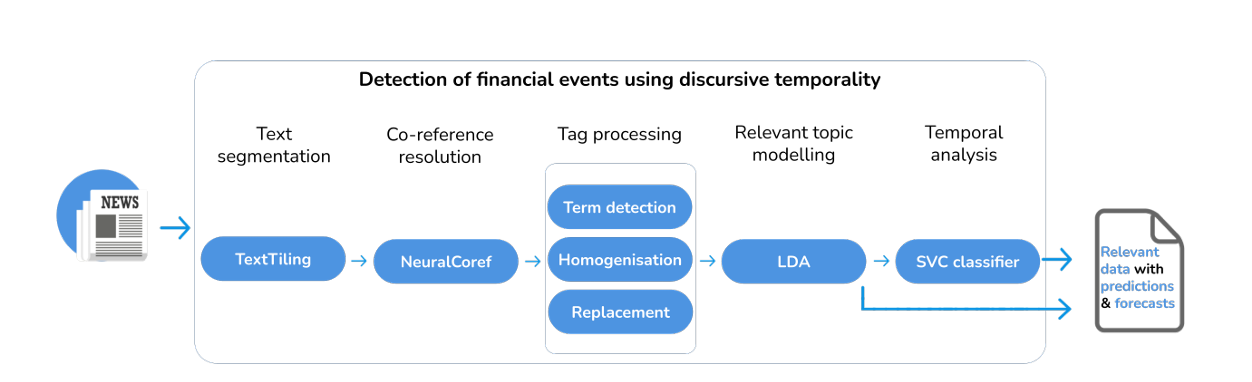 Detection of financial events using discursive temporality
Text
segmentation
Co-reference
resolution
Tag processing
Relevant topic
modelling
Temporal
analysis
NEWS
TextTiling
NeuralCoref
Term detection
Homogenisation
Replacement
LDA
SVC classifier
Relevant
data with
predictions
& forecasts